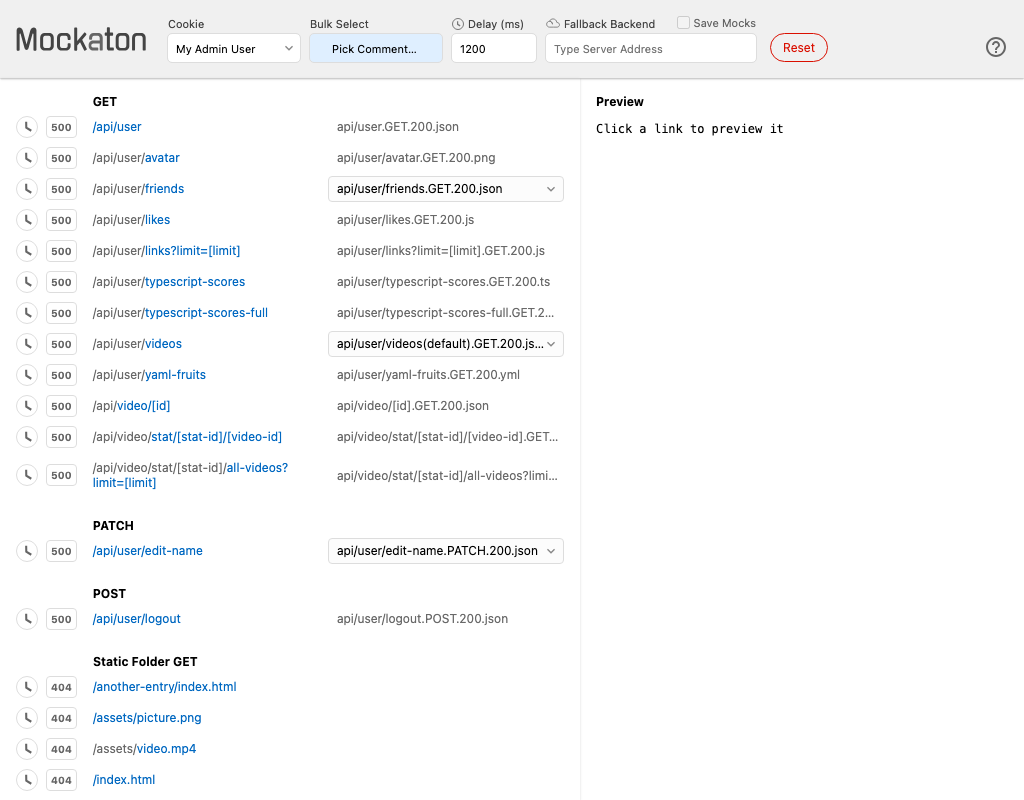 Mockaton
Cookie
My Admin User
Bulk Select
Pick Comment…
Delay (ms)
1200
Fallback Backend
Type Server Address
Save Mocks
Reset
?
GET
500 /api/user api/user.GET.200.json
500 /api/user/avatar api/user/avatar.GET.200.png
500 /api/user/friends api/user/friends.GET.200.json
500 /api/user/likes api/user/likes.GET.200.js
500 /api/user/links?limit=[limit] api/user/links?limit=[limit].GET.200.js
500 /api/user/typescript-scores api/user/typescript-scores.GET.200.ts
500 /api/user/typescript-scores-full api/user/typescript-scores-full.GET.2…
500 /api/user/videos api/user/videos(default).GET.200.js…
500 /api/user/yaml-fruits api/user/yaml-fruits.GET.200.yml
500 /api/video/[id] api/video/[id].GET.200.json
500 /api/video/stat/[stat-id]/[video-id] api/video/stat/[stat-id]/[video-id].GET…
500 /api/video/stat/[stat-id]/all-videos? api/video/stat/[stat-id]/all-videos?limi…
limit=[limit]
PATCH
500 /api/user/edit-name api/user/edit-name.PATCH.200.json
POST
500 /api/user/logout api/user/logout.POST.200.json
Static Folder GET
404 /another-entry/index.html
404 /assets/picture.png
404 /assets/video.mp4
404 /index.html
Preview
Click a link to preview it